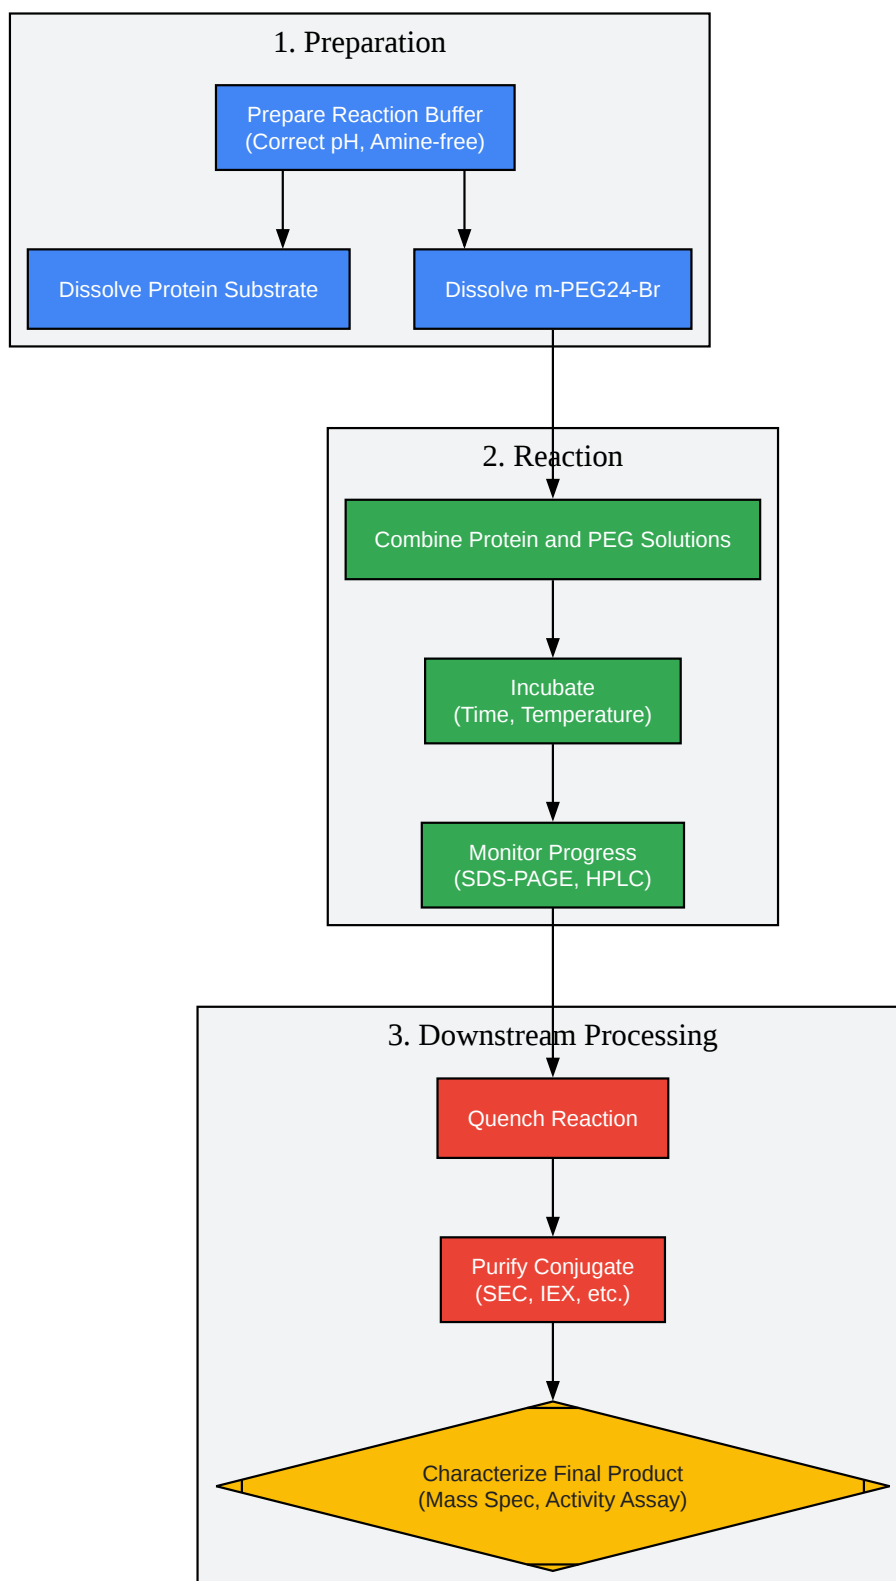 1. Preparation
Prepare Reaction Buffer
(Correct pH, Amine-free)
Dissolve Protein Substrate
Dissolve m-PEG24-Br
2. Reaction
Combine Protein and PEG Solutions
Incubate
(Time, Temperature)
Monitor Progress
(SDS-PAGE, HPLC)
3. Downstream Processing
Quench Reaction
Purify Conjugate
(SEC, IEX, etc.)
Characterize Final Product
(Mass Spec, Activity Assay)